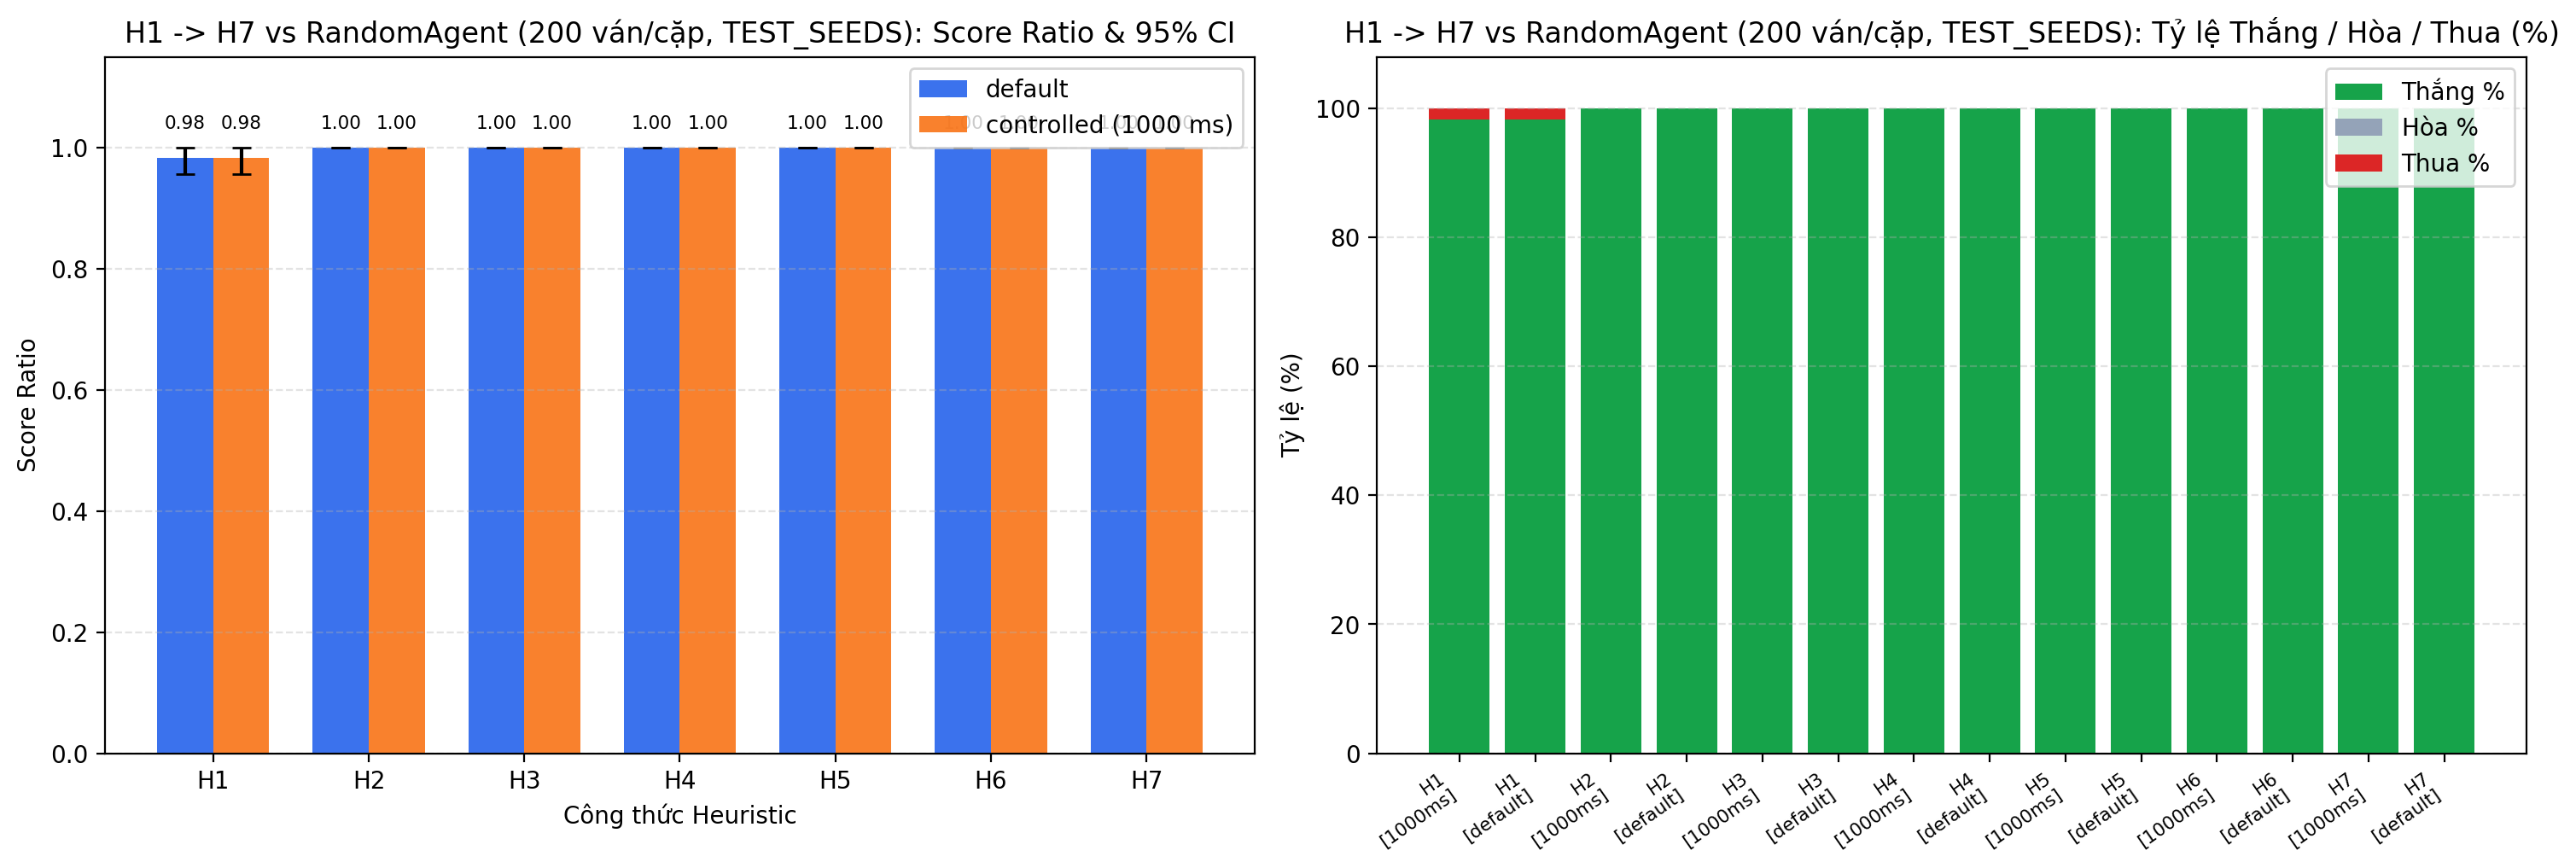 H1 -> H7 vs RandomAgent (200 ván/cặp, TEST_SEEDS): Score Ratio & 95% CI
default
controlled (1000 ms)
0.98 0.98 1.00 1.00 1.00 1.00 1.00 1.00 1.00 1.00
1.0
0.8
0.6
0.4
0.2
0.0
Score Ratio
H1 H2 H3 H4 H5 H6 H7
Công thức Heuristic
H1 -> H7 vs RandomAgent (200 ván/cặp, TEST_SEEDS): Tỷ lệ Thắng / Hòa / Thua (%)
Thắng %
Hòa %
Thua %
100
80
60
40
20
0
Tỷ lệ (%)
H1
[1000ms]
H1
[default]
H2
[1000ms]
H2
[default]
H3
[1000ms]
H3
[default]
H4
[1000ms]
H4
[default]
H5
[1000ms]
H5
[default]
H6
[1000ms]
H6
[default]
H7
[1000ms]
H7
[default]